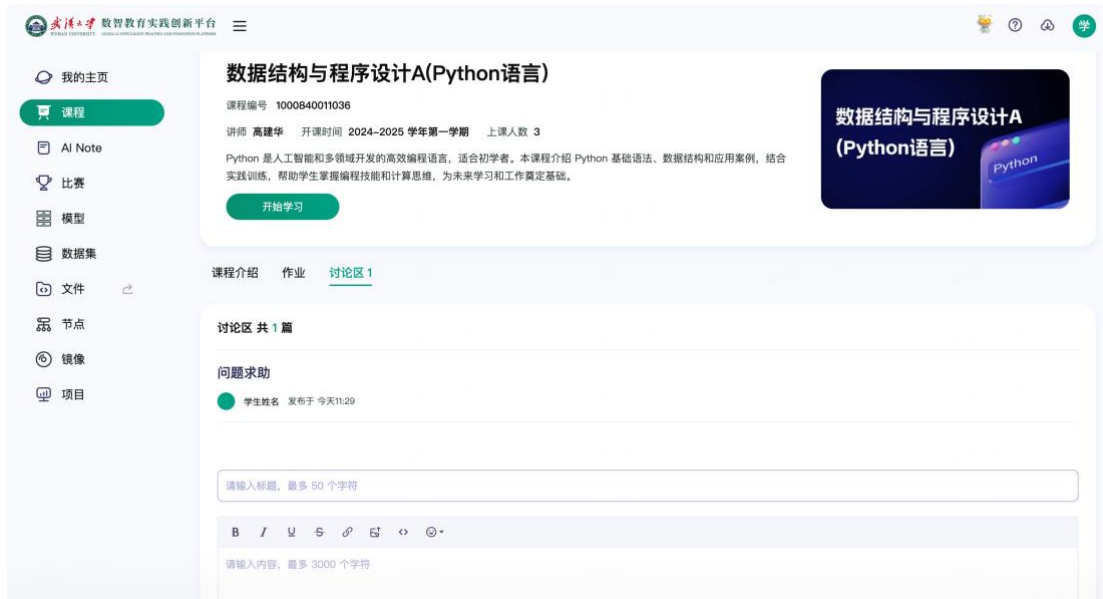 武汉大学 数智教育实践创新平台
学
我的主页
课程
AI Note
比赛
模型
数据集
文件
节点
镜像
项目
数据结构与程序设计A(Python语言)
课程编号 1000840011036
讲师 高建华 开课时间 2024-2025 学年第一学期 上课人数 3
Python 是人工智能和多领域开发的高效编程语言，适合初学者。本课程介绍 Python 基础语法、数据结构和应用案例，结合
实践训练，帮助学生掌握编程技能和计算思维，为未来学习和工作奠定基础。
开始学习
数据结构与程序设计A
(Python语言)
Python
课程介绍 作业 讨论区 1
讨论区 共 1 篇
问题求助
学生姓名 发布于 今天11:29
请输入标题，最多 50 个字符
B I U S
请输入内容，最多 3000 个字符